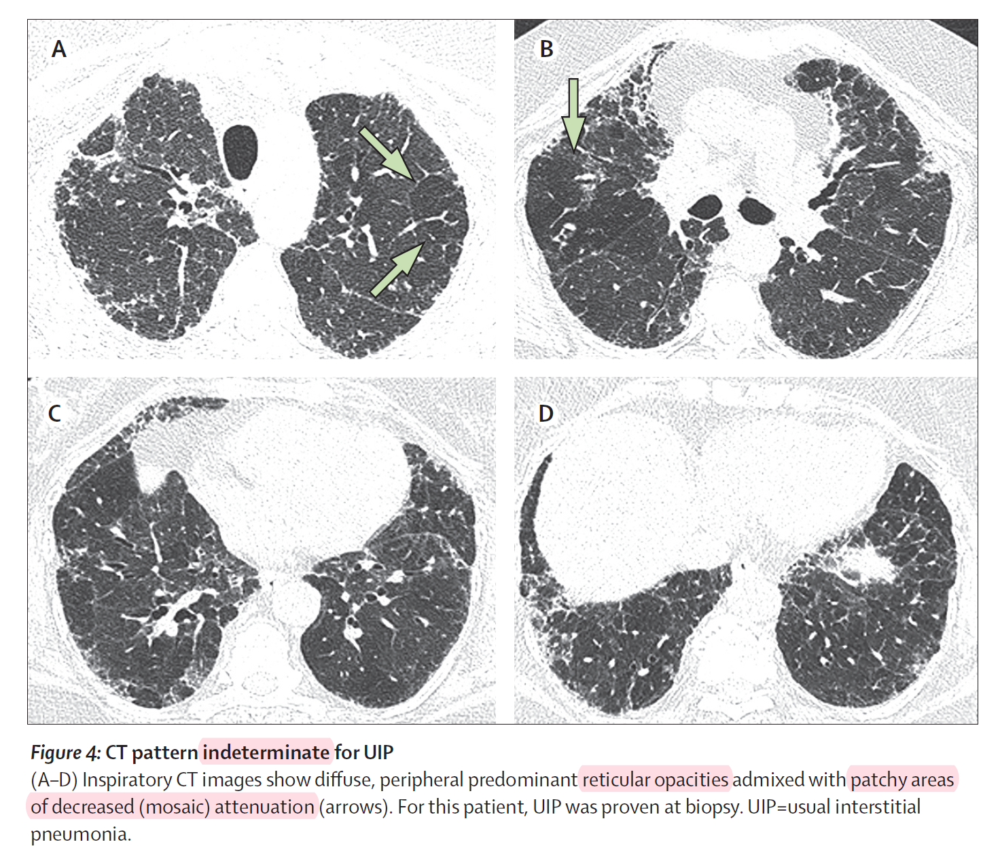 A
B
C
D
Figure 4: CT pattern indeterminate for UIP
(A–D) Inspiratory CT images show diffuse, peripheral predominant reticular opacities admixed with patchy areas
of decreased (mosaic) attenuation (arrows). For this patient, UIP was proven at biopsy. UIP=usual interstitial
pneumonia.